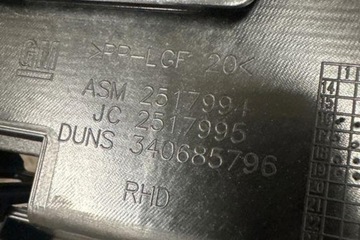 GM >PP-LGF 20<
ASM 2517994
JC 2517995
DUNS 340685796
RHD